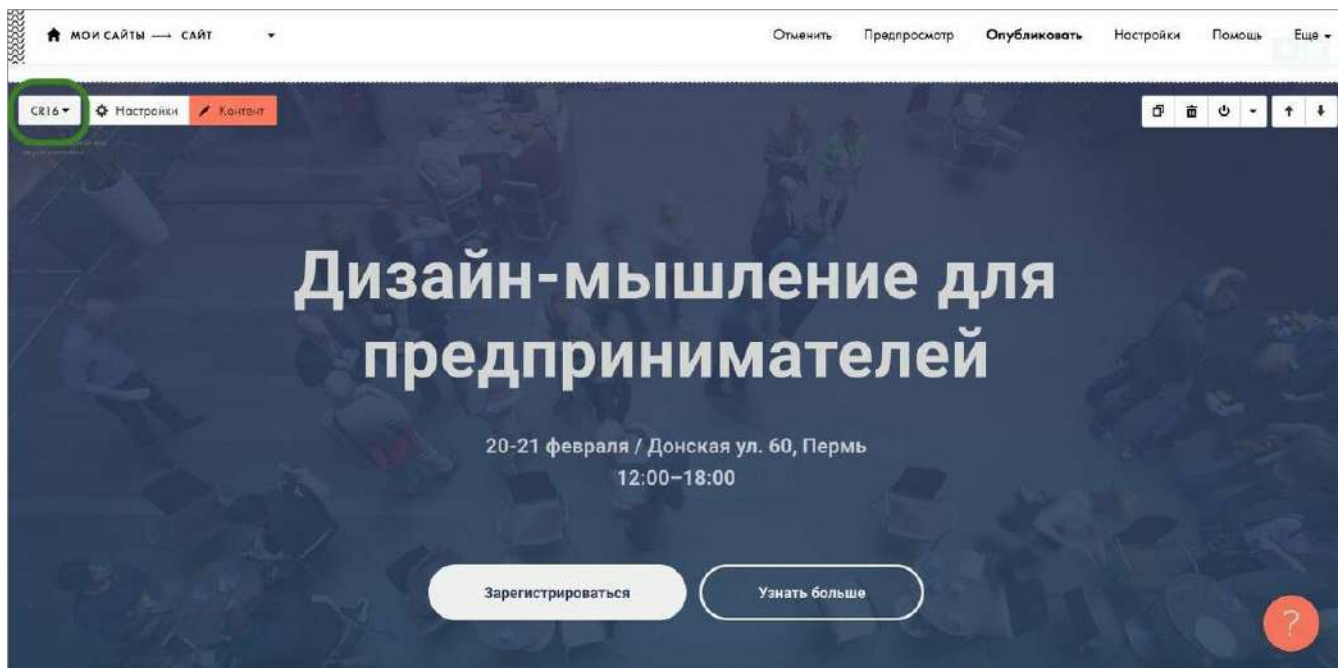 МОИ САЙТЫ → САЙТ
Отменить Предпросмотр Опубликовать Настройки Помощь Еще
CR16 Настройки Контент
Дизайн-мышление для
предпринимателей
20-21 февраля / Донская ул. 60, Пермь
12:00–18:00
Зарегистрироваться Узнать больше
?